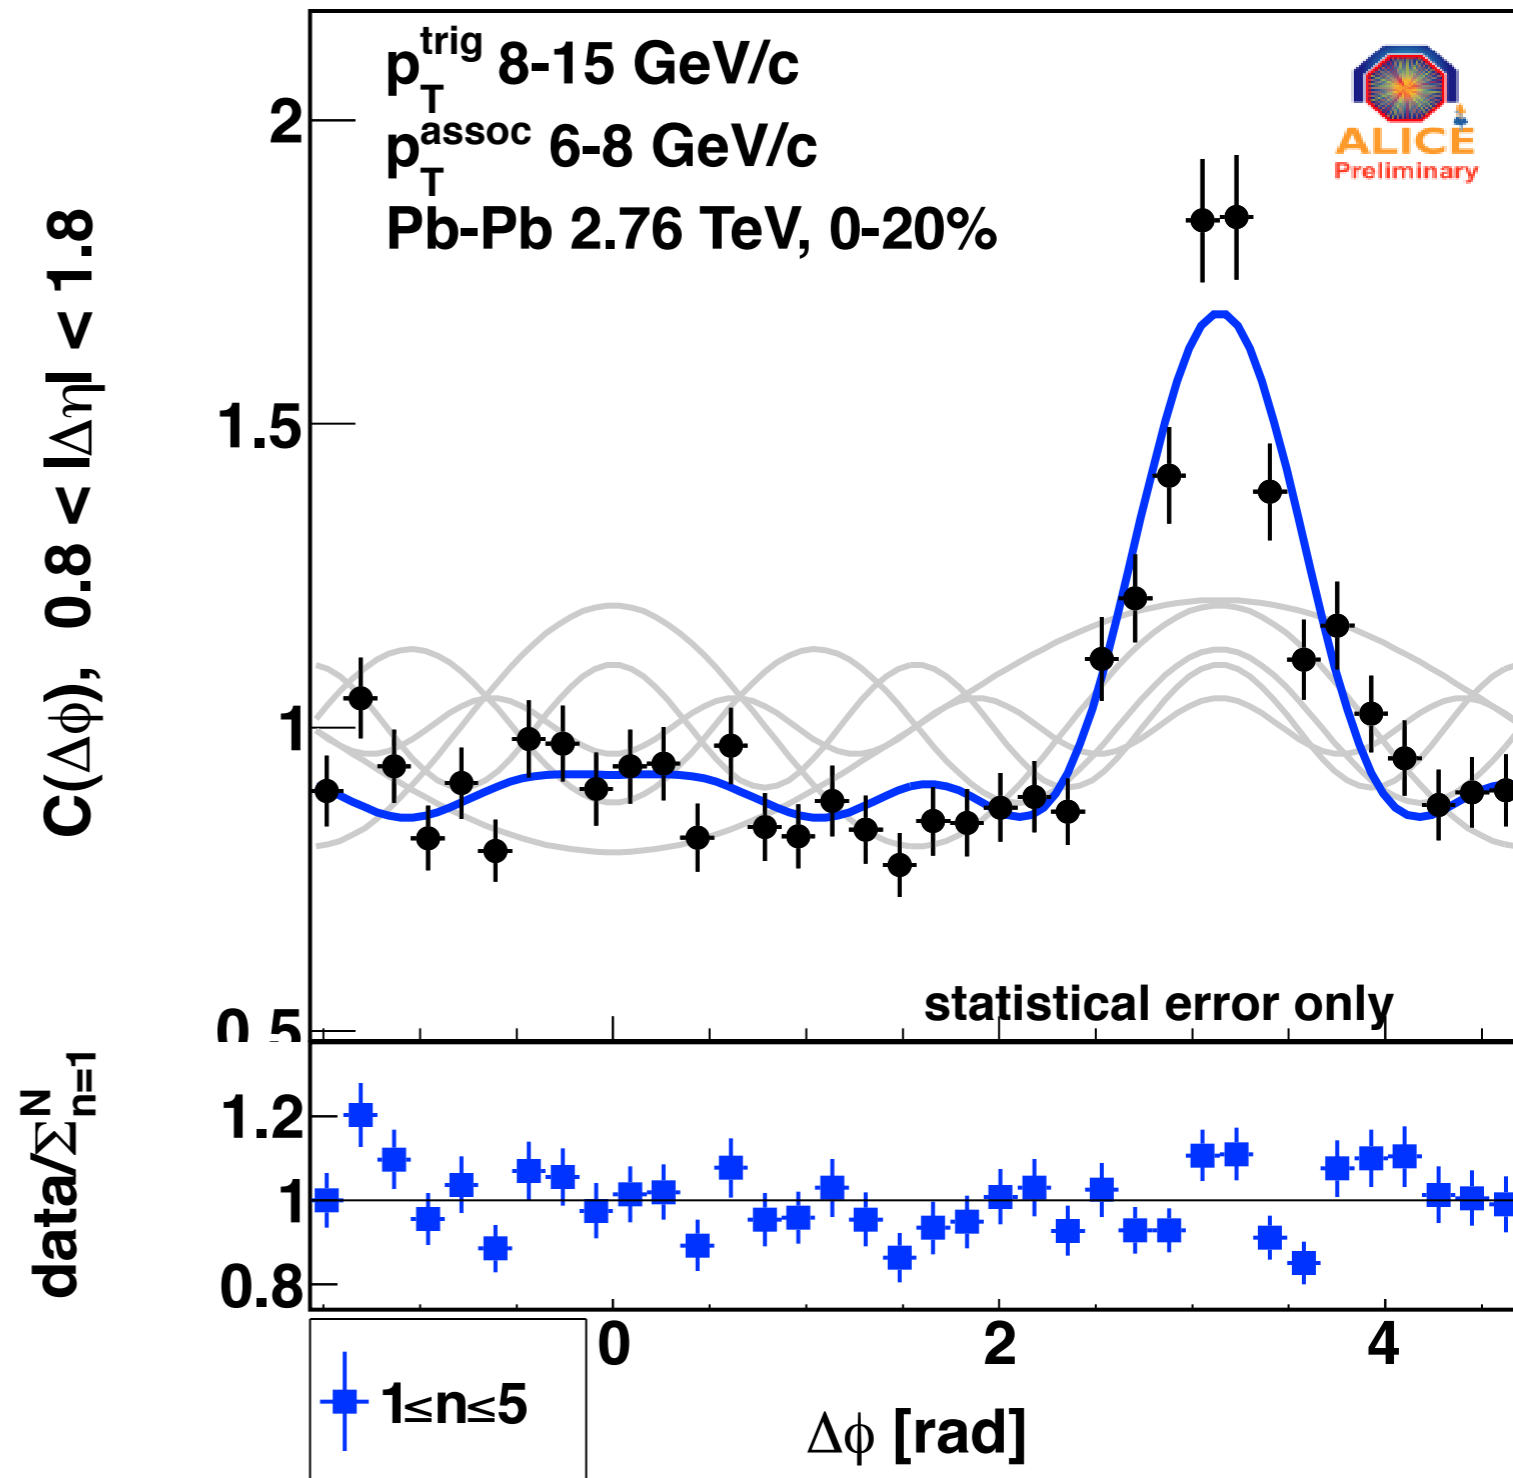 p_T^trig 8-15 GeV/c
p_T^assoc 6-8 GeV/c
Pb-Pb 2.76 TeV, 0-20%
ALICE
Preliminary
C(Δϕ), 0.8 < |Δη| < 1.8
2
1.5
1
0.5
statistical error only
data/Σ_{n=1}^N
1.2
1
0.8
0 2 4
1≤n≤5
Δϕ [rad]